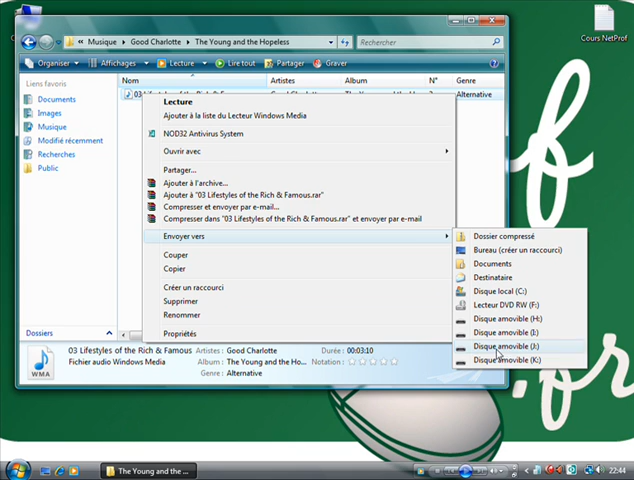 Cours NetProf
Musique Good Charlotte The Young and the Hopeless
Rechercher
Organiser Affichages Lecture Lire tout Partager Graver
Liens favoris
Documents
Images
Musique
Modifié récemment
Recherches
Public
Dossiers
Nom Artistes Album N° Genre
Alternative
Lecture
Ajouter à la liste du Lecteur Windows Media
NOD32 Antivirus System
Ouvrir avec
Partager...
Ajouter à l'archive...
Ajouter à "03 Lifestyles of the Rich & Famous.rar"
Compresser et envoyer par e-mail...
Compresser dans "03 Lifestyles of the Rich & Famous.rar" et envoyer par e-mail
Envoyer vers
Couper
Copier
Créer un raccourci
Supprimer
Renommer
Propriétés
Dossier compressé
Bureau (créer un raccourci)
Documents
Destinataire
Disque local (C:)
Lecteur DVD RW (F:)
Disque amovible (H:)
Disque amovible (I:)
Disque amovible (J:)
Disque amovible (K:)
03 Lifestyles of the Rich & Famous Artistes : Good Charlotte Durée : 00:03:10
Fichier audio Windows Media Album : The Young and the Hop... Notation :
Genre : Alternative
WMA
.fr
The Young and the ...
22:44